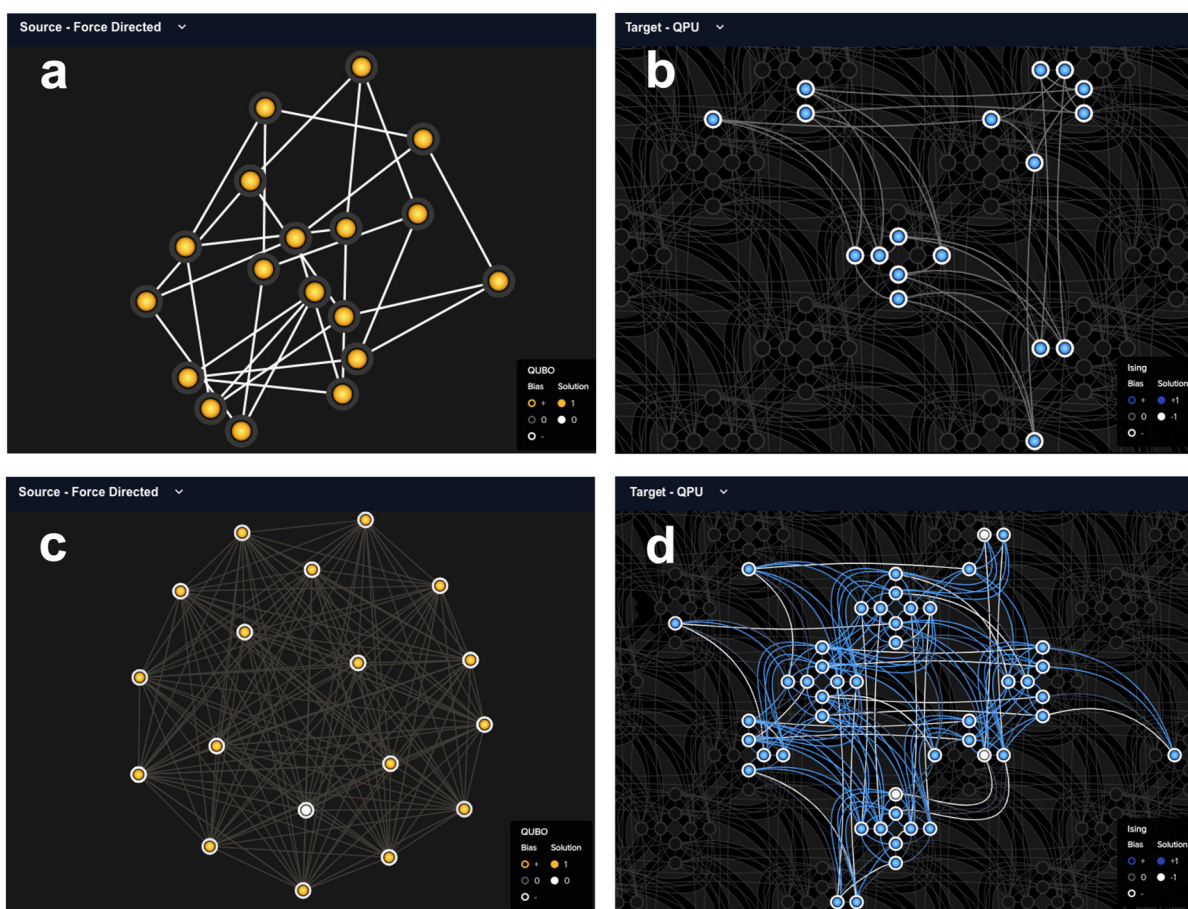 Source - Force Directed
a
QUBO
Bias Solution
+ 1
0 0
-
Target - QPU
b
Ising
Bias Solution
+ +1
0 -1
-
Source - Force Directed
c
QUBO
Bias Solution
+ 1
0 0
-
Target - QPU
d
Ising
Bias Solution
+ +1
0 -1
-